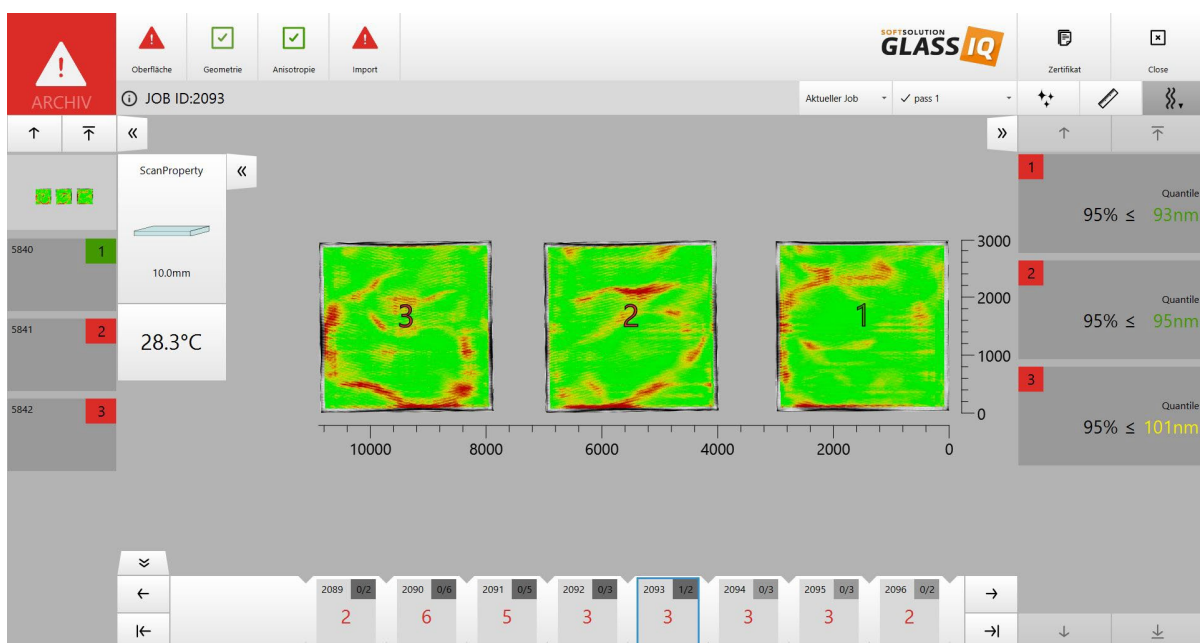 ARCHIV
Oberfläche
Geometrie
Anisotropie
Import
SOFTSOLUTION
GLASS IQ
Zertifikat
Close
JOB ID:2093
Aktueller Job
pass 1
ScanProperty
10.0mm
28.3°C
5840 1
5841 2
5842 3
3 2 1
3000
2000
1000
0
10000 8000 6000 4000 2000 0
1
Quantile
95% ≤ 93nm
2
Quantile
95% ≤ 95nm
3
Quantile
95% ≤ 101nm
2089 0/2 2090 0/6 2091 0/5 2092 0/3 2093 1/2 2094 0/3 2095 0/3 2096 0/2
2 6 5 3 3 3 3 2